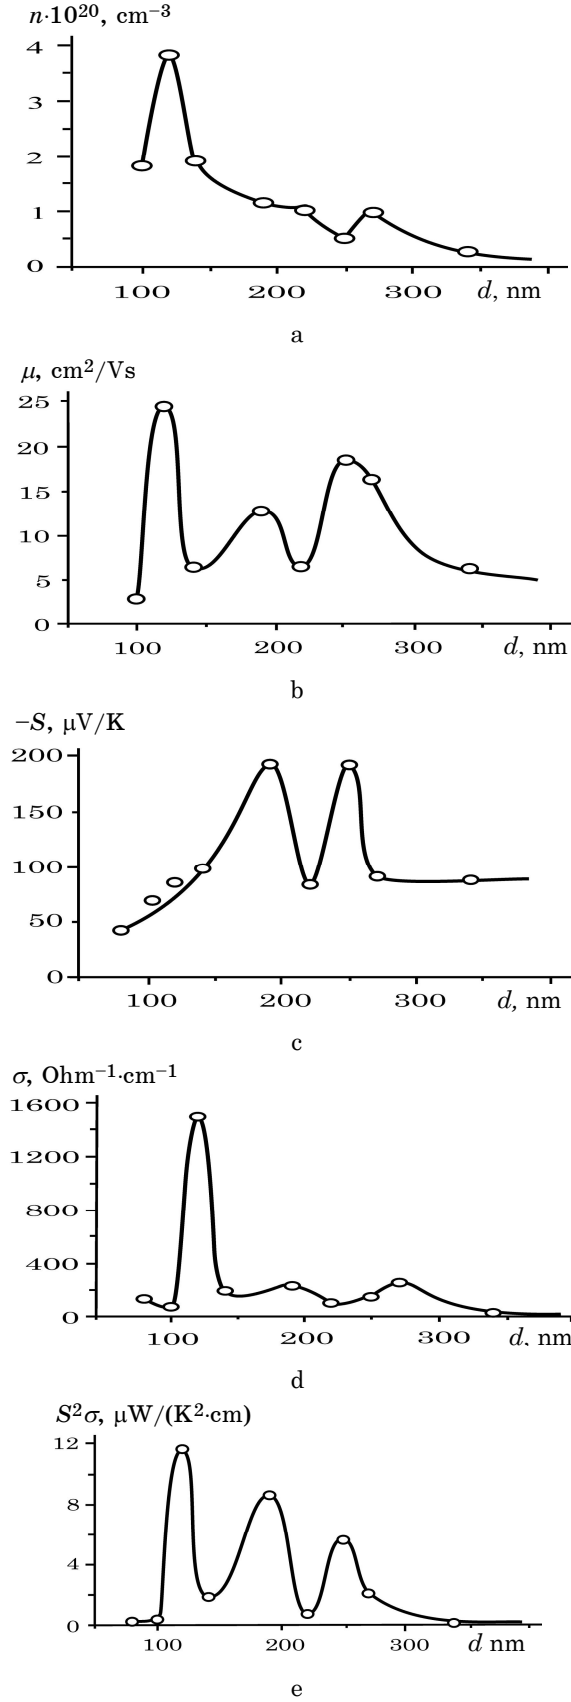 n·10²⁰, cm⁻³
4
3
2
1
0
100 200 300 d, nm
a
μ, cm²/Vs
25
20
15
10
5
0
100 200 300 d, nm
b
–S, μV/K
200
150
100
50
0
100 200 300 d, nm
c
σ, Ohm⁻¹·cm⁻¹
1600
1200
800
400
0
100 200 300 d, nm
d
S²σ, μW/(K²·cm)
12
8
4
0
100 200 300 d nm
e